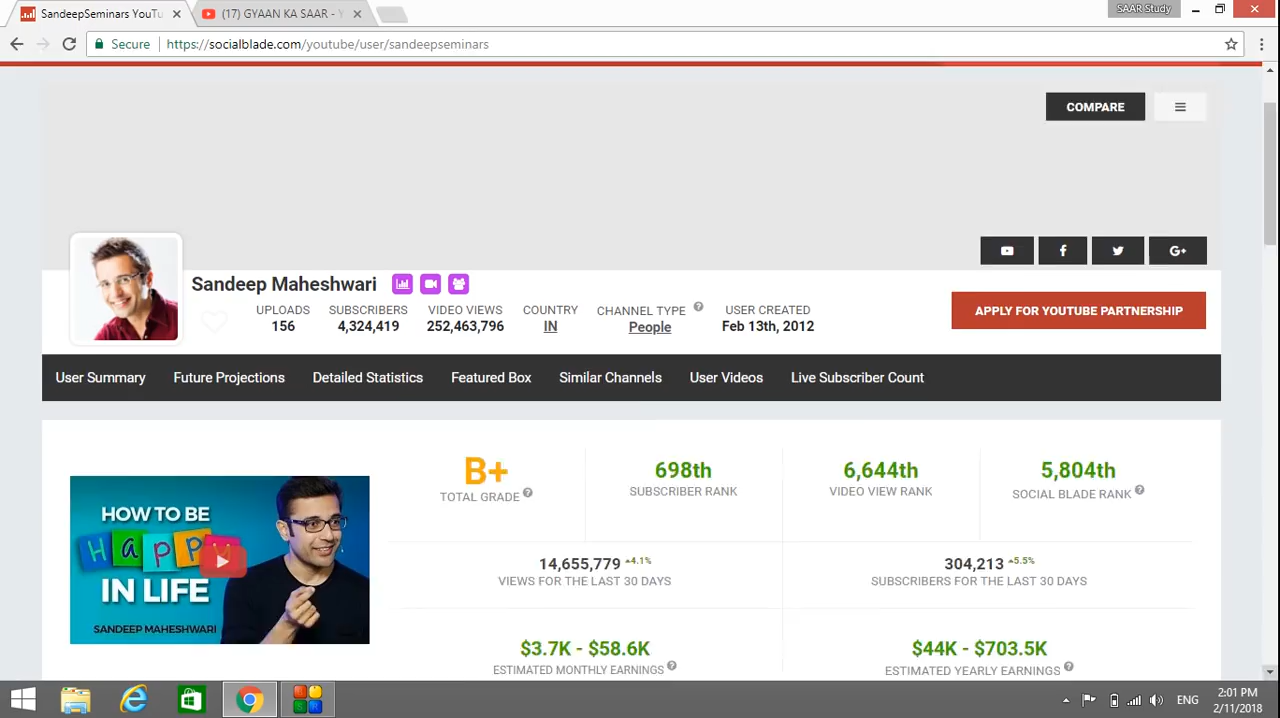 SandeepSeminars YouTu
(17) GYAAN KA SAAR - Y
SAAR Study
Secure
https://socialblade.com/youtube/user/sandeepseminars
COMPARE
Sandeep Maheshwari
UPLOADS SUBSCRIBERS VIDEO VIEWS COUNTRY CHANNEL TYPE USER CREATED
156 4,324,419 252,463,796 IN People Feb 13th, 2012
APPLY FOR YOUTUBE PARTNERSHIP
User Summary Future Projections Detailed Statistics Featured Box Similar Channels User Videos Live Subscriber Count
HOW TO BE
Happy
IN LIFE
SANDEEP MAHESHWARI
B+ 698th 6,644th 5,804th
TOTAL GRADE SUBSCRIBER RANK VIDEO VIEW RANK SOCIAL BLADE RANK
14,655,779 4.1% 304,213 5.5%
VIEWS FOR THE LAST 30 DAYS SUBSCRIBERS FOR THE LAST 30 DAYS
$3.7K - $58.6K $44K - $703.5K
ESTIMATED MONTHLY EARNINGS ESTIMATED YEARLY EARNINGS
ENG
2:01 PM
2/11/2018